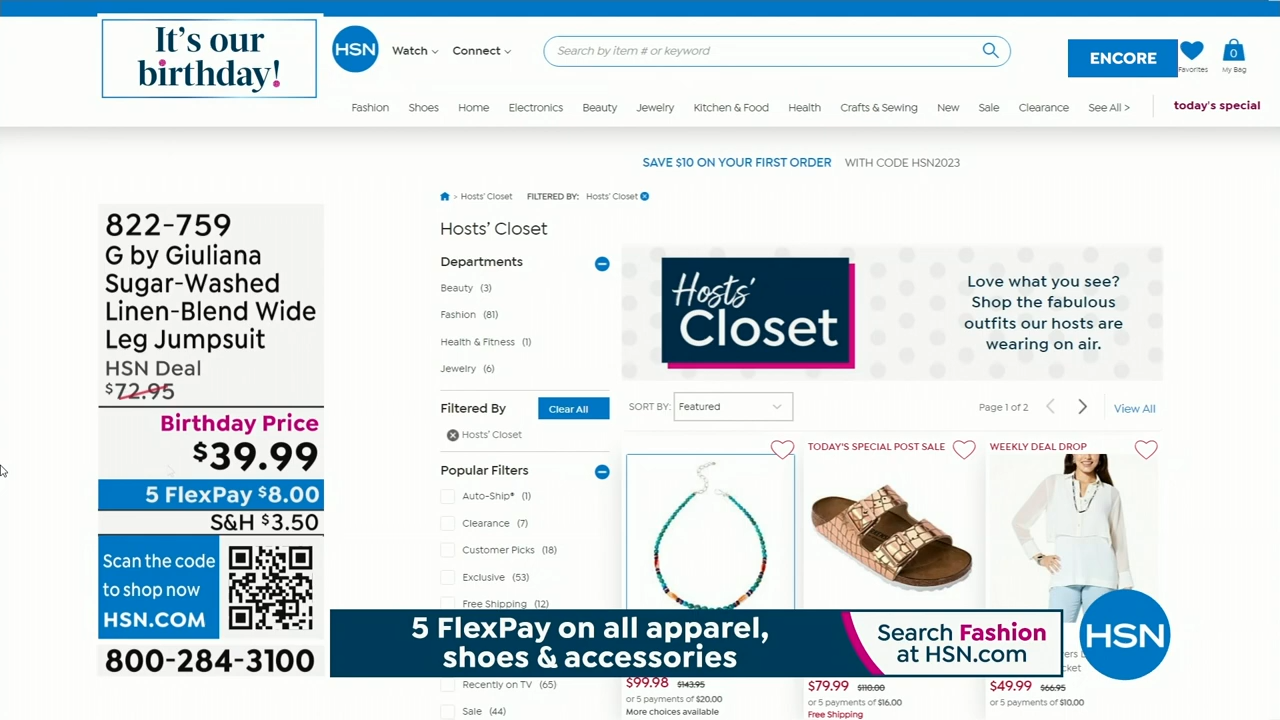 It's our
birthday!
HSN
Watch
Connect
Search by item # or keyword
ENCORE
Favorites
0
My Bag
Fashion Shoes Home Electronics Beauty Jewelry Kitchen & Food Health Crafts & Sewing New Sale Clearance See All >
today's special
SAVE $10 ON YOUR FIRST ORDER WITH CODE HSN2023
822-759
G by Giuliana
Sugar-Washed
Linen-Blend Wide
Leg Jumpsuit
HSN Deal
$72.95
Birthday Price
$39.99
5 FlexPay $8.00
S&H $3.50
Scan the code
to shop now
HSN.COM
800-284-3100
> Hosts' Closet FILTERED BY: Hosts' Closet
Hosts' Closet
Departments
Beauty (3)
Fashion (81)
Health & Fitness (1)
Jewelry (6)
Filtered By
Clear All
Hosts' Closet
Popular Filters
Auto-Ship® (1)
Clearance (7)
Customer Picks (18)
Exclusive (53)
Free Shipping (12)
Recently on TV (65)
Sale (44)
Hosts'
Closet
Love what you see?
Shop the fabulous
outfits our hosts are
wearing on air.
SORT BY: Featured
Page 1 of 2
View All
TODAY'S SPECIAL POST SALE
WEEKLY DEAL DROP
$99.98 $143.95
or 5 payments of $20.00
More choices available
$79.99 $110.00
or 5 payments of $16.00
Free Shipping
$49.99 $66.95
or 5 payments of $10.00
5 FlexPay on all apparel,
shoes & accessories
Search Fashion
at HSN.com
HSN